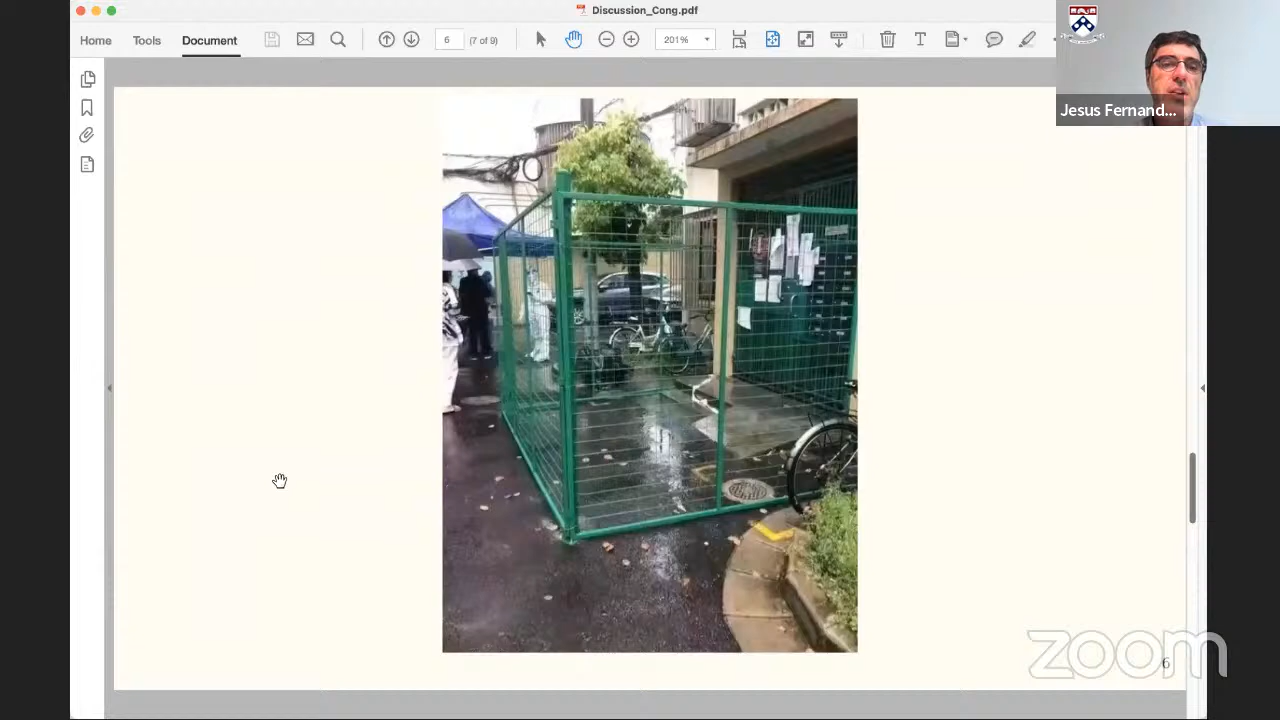 Discussion_Cong.pdf
Home Tools Document
6 (7 of 9)
201%
Jesus Fernand...
zoom
6